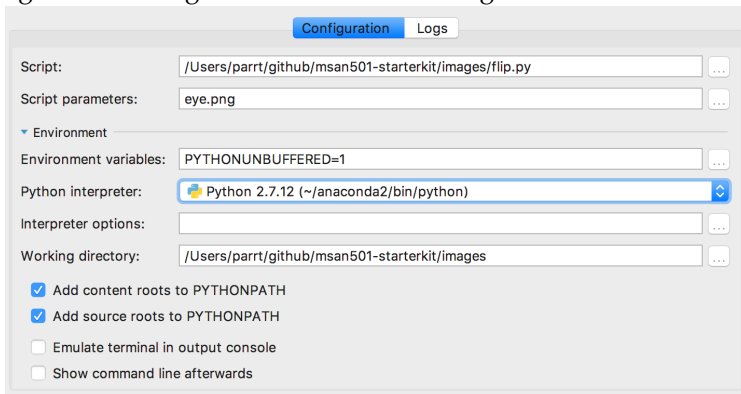 Configuration Logs
Script: /Users/parrt/github/msan501-starterkit/images/flip.py ...
Script parameters: eye.png ...
Environment
Environment variables: PYTHONUNBUFFERED=1 ...
Python interpreter: Python 2.7.12 (~/anaconda2/bin/python)
Interpreter options: ...
Working directory: /Users/parrt/github/msan501-starterkit/images ...
Add content roots to PYTHONPATH
Add source roots to PYTHONPATH
Emulate terminal in output console
Show command line afterwards